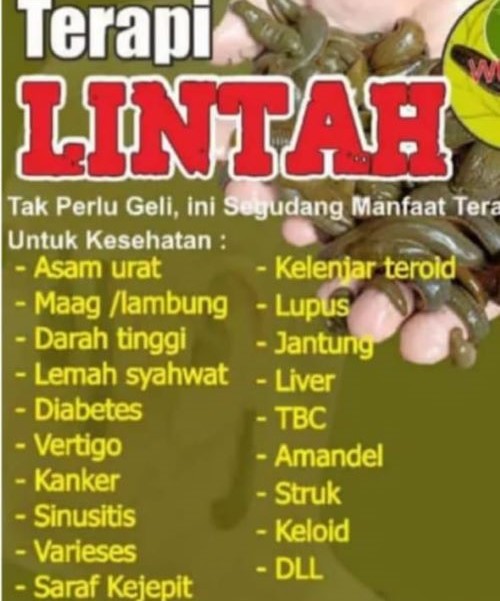 Terapi
LINTAH
Tak Perlu Geli, ini Segudang Manfaat Tera
Untuk Kesehatan :
- Asam urat
- Maag /lambung
- Darah tinggi
- Lemah syahwat
- Diabetes
- Vertigo
- Kanker
- Sinusitis
- Varieses
- Saraf Kejepit
- Kelenjar teroid
- Lupus
- Jantung
- Liver
- TBC
- Amandel
- Struk
- Keloid
- DLL